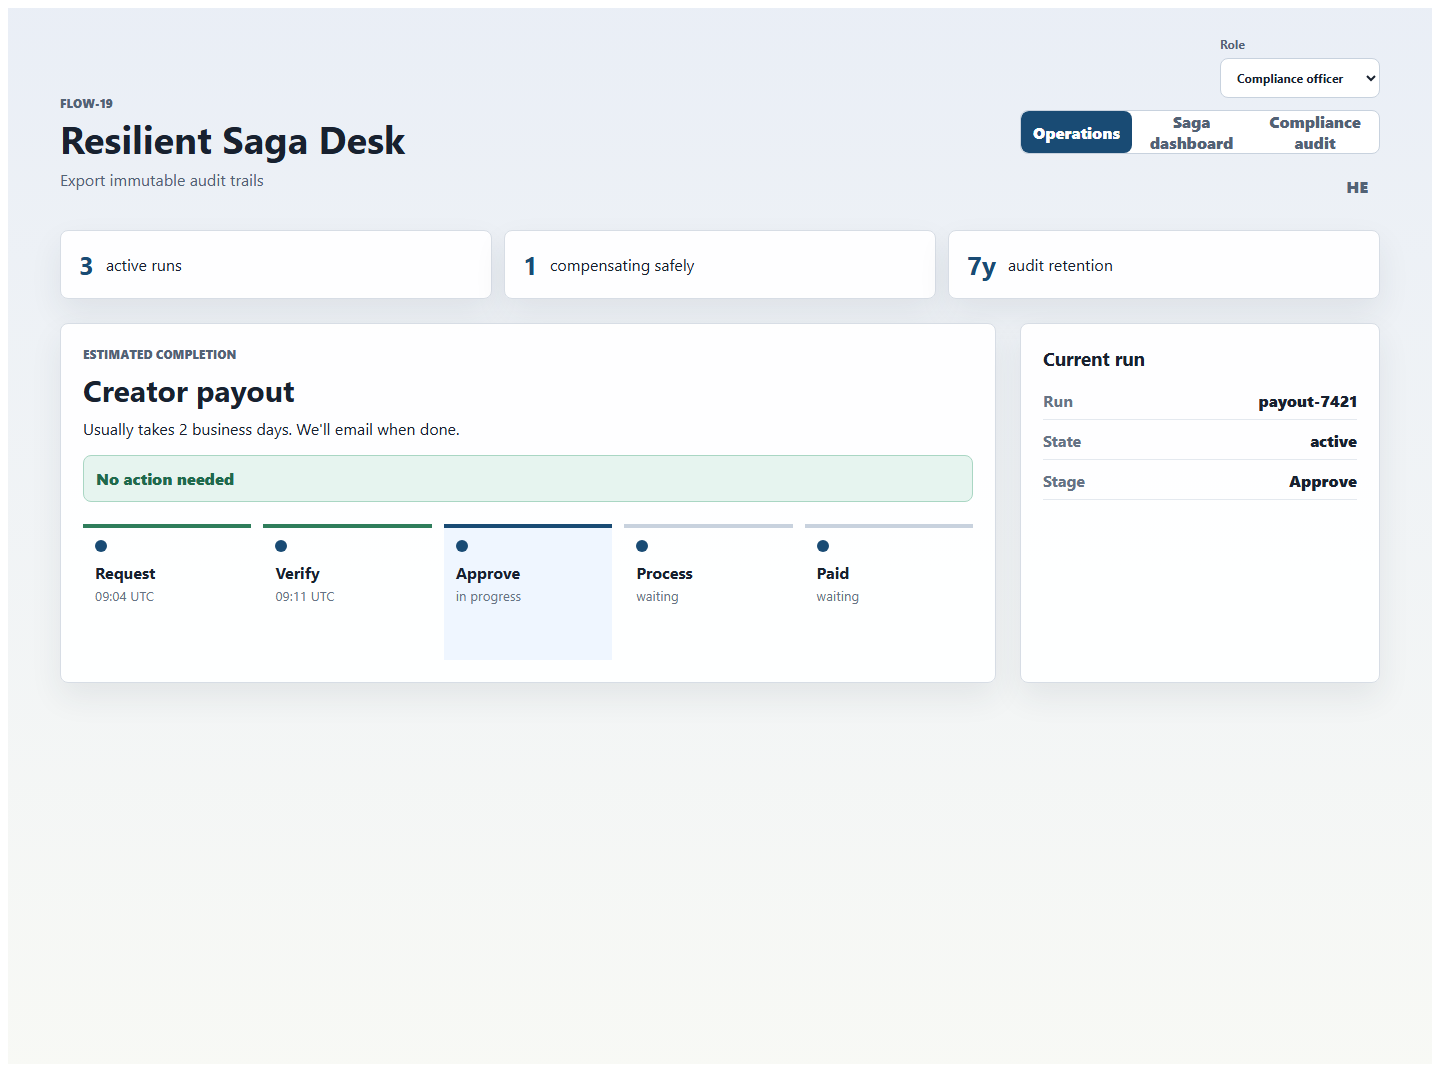 Role
Compliance officer
FLOW-19
Resilient Saga Desk
Export immutable audit trails
Operations
Saga dashboard
Compliance audit
HE
3 active runs
1 compensating safely
7y audit retention
ESTIMATED COMPLETION
Creator payout
Usually takes 2 business days. We'll email when done.
No action needed
Request
09:04 UTC
Verify
09:11 UTC
Approve
in progress
Process
waiting
Paid
waiting
Current run
Run payout-7421
State active
Stage Approve